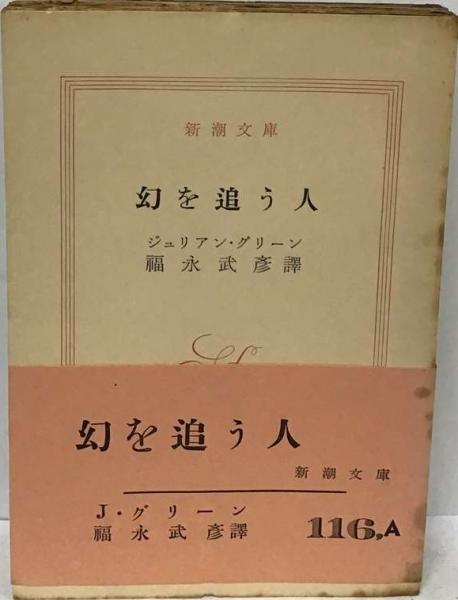 新潮文庫
幻を追う人
ジュリアン・グリーン
福永武彦譯
幻を追う人
新潮文庫
J・グリーン
福永武彦譯
116,A